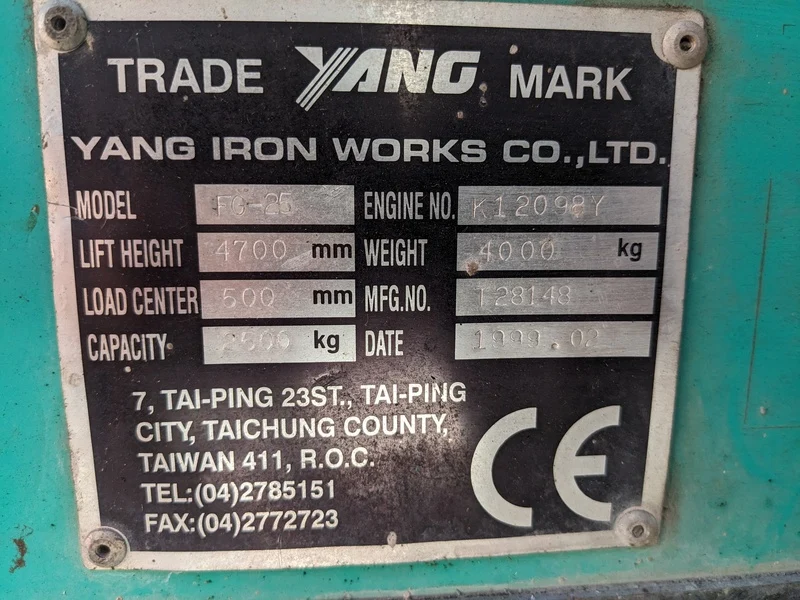 TRADE YANG MARK
YANG IRON WORKS CO.,LTD.
MODEL FG-25 ENGINE NO. K12098Y
LIFT HEIGHT 4700 mm WEIGHT 4000 kg
LOAD CENTER 500 mm MFG.NO. T28148
CAPACITY 2500 kg DATE 1999.02
7, TAI-PING 23ST., TAI-PING
CITY, TAICHUNG COUNTY,
TAIWAN 411, R.O.C.
TEL:(04)2785151
FAX:(04)2772723
CE